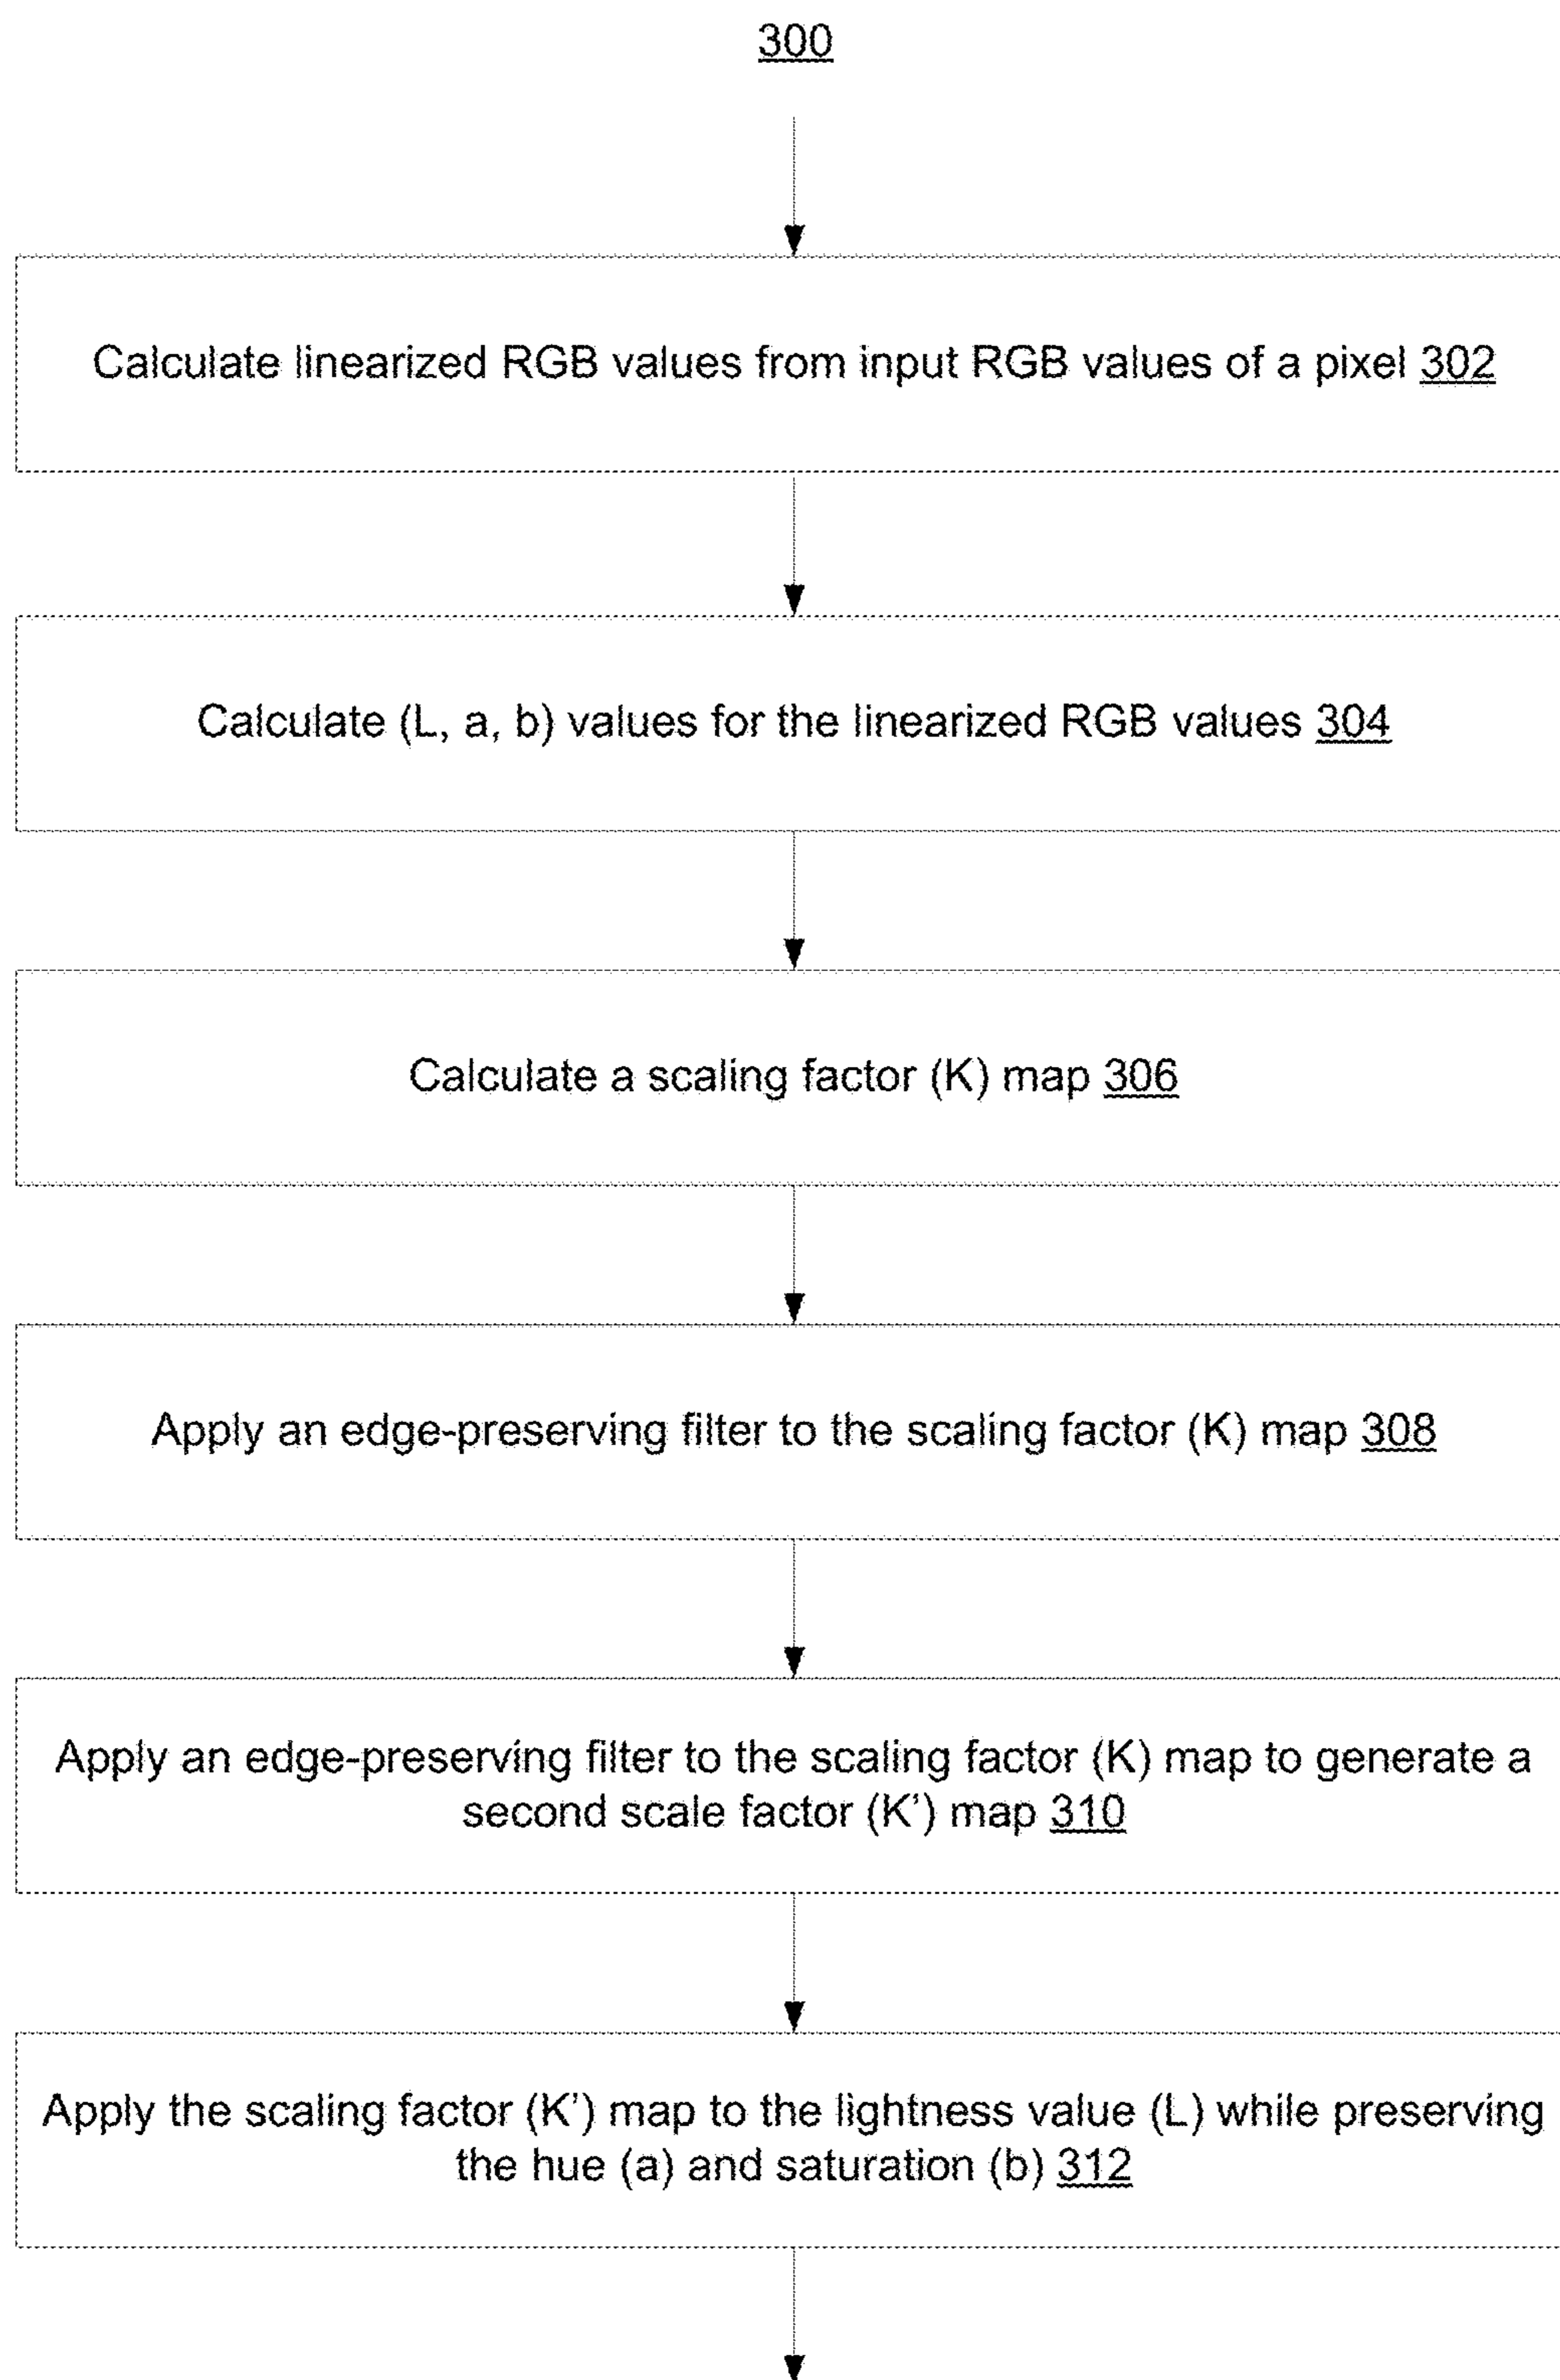 300
Calculate linearized RGB values from input RGB values of a pixel 302
Calculate (L, a, b) values for the linearized RGB values 304
Calculate a scaling factor (K) map 306
Apply an edge-preserving filter to the scaling factor (K) map 308
Apply an edge-preserving filter to the scaling factor (K) map to generate a
second scale factor (K’) map 310
Apply the scaling factor (K’) map to the lightness value (L) while preserving
the hue (a) and saturation (b) 312